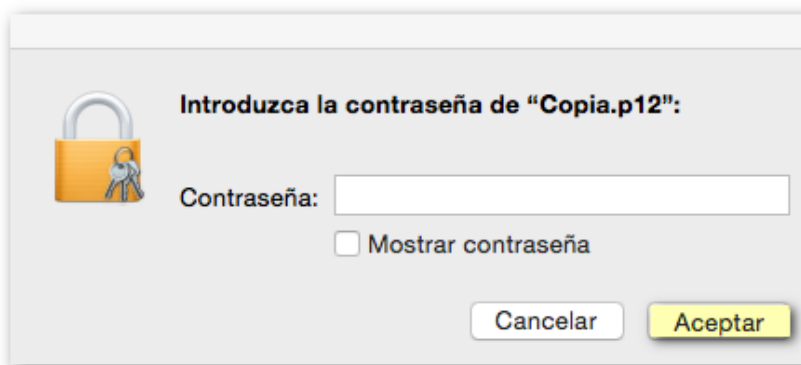 Introduzca la contraseña de “Copia.p12”:
Contraseña:
Mostrar contraseña
Cancelar
Aceptar